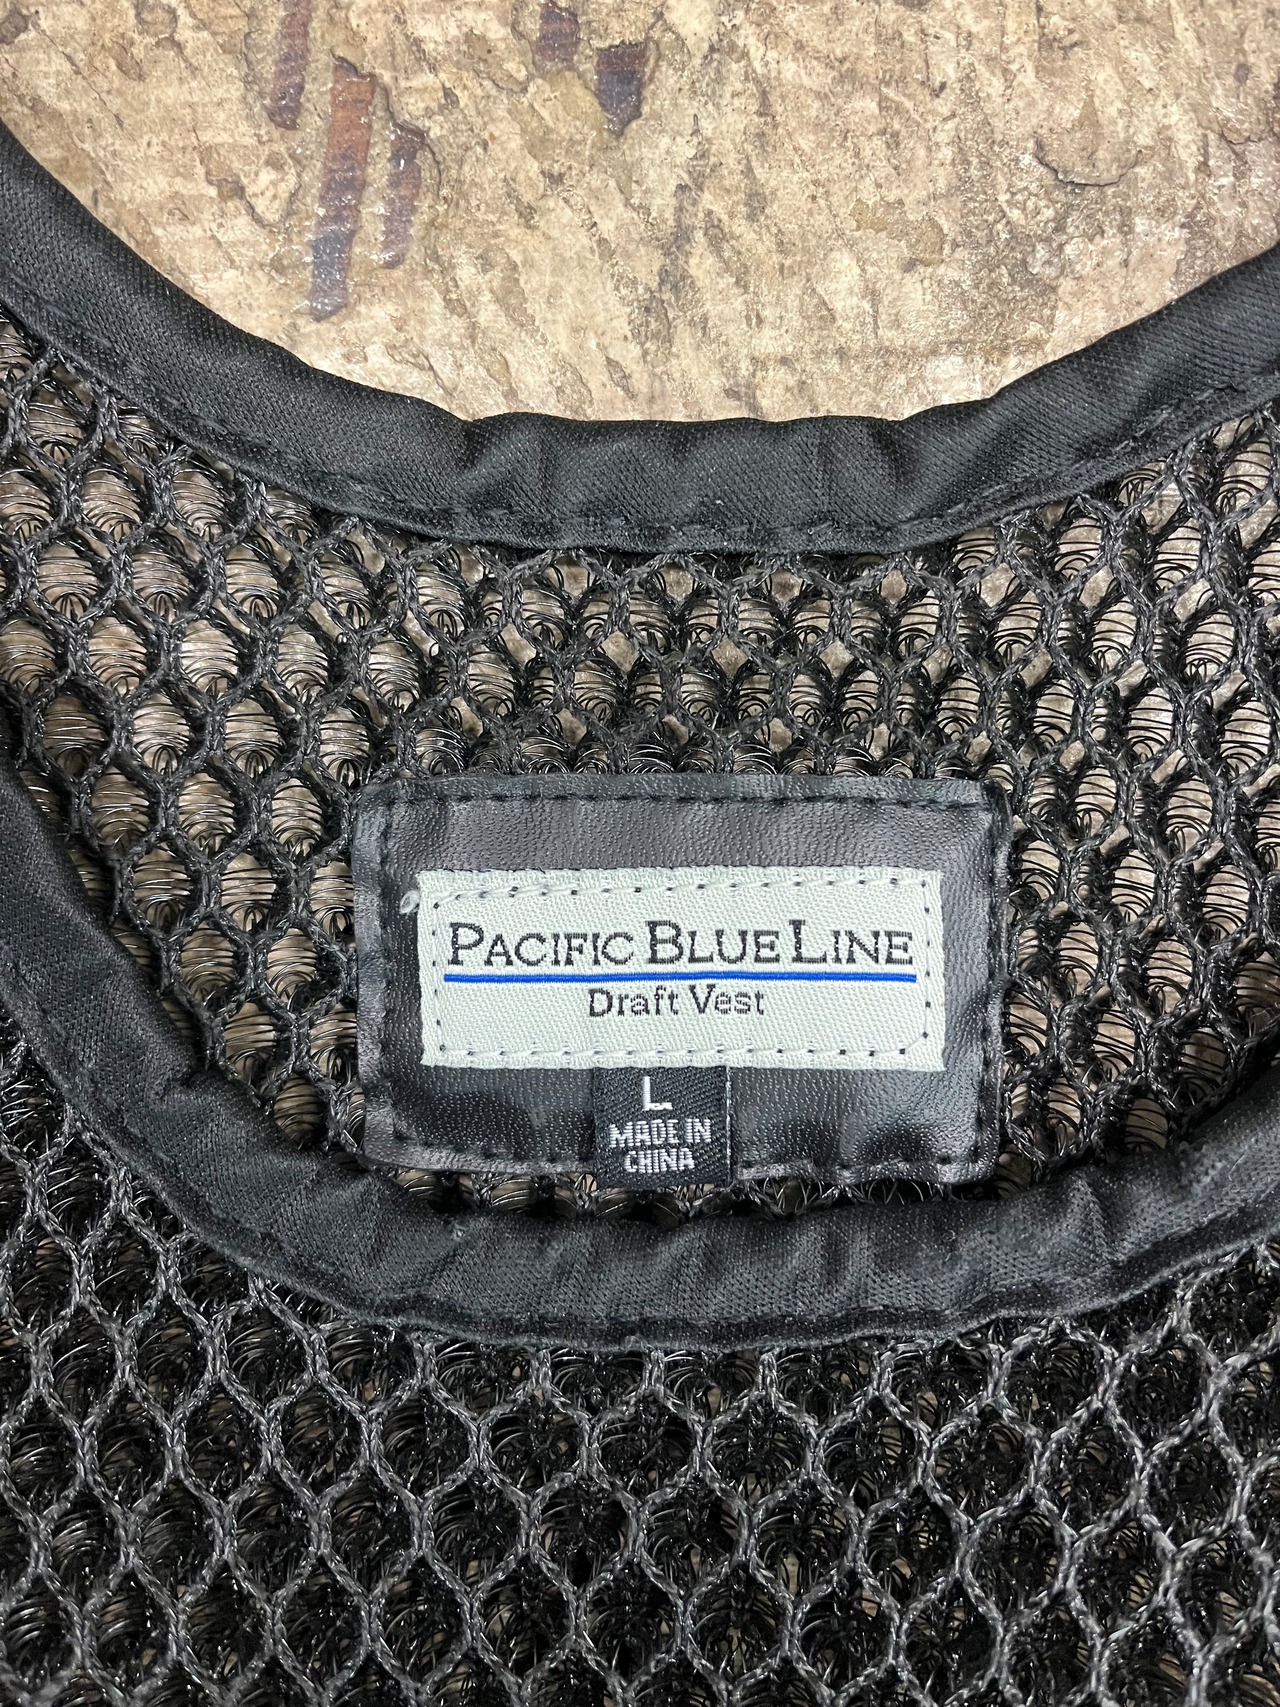 PACIFIC BLUE LINE
Draft Vest
L
MADE IN
CHINA